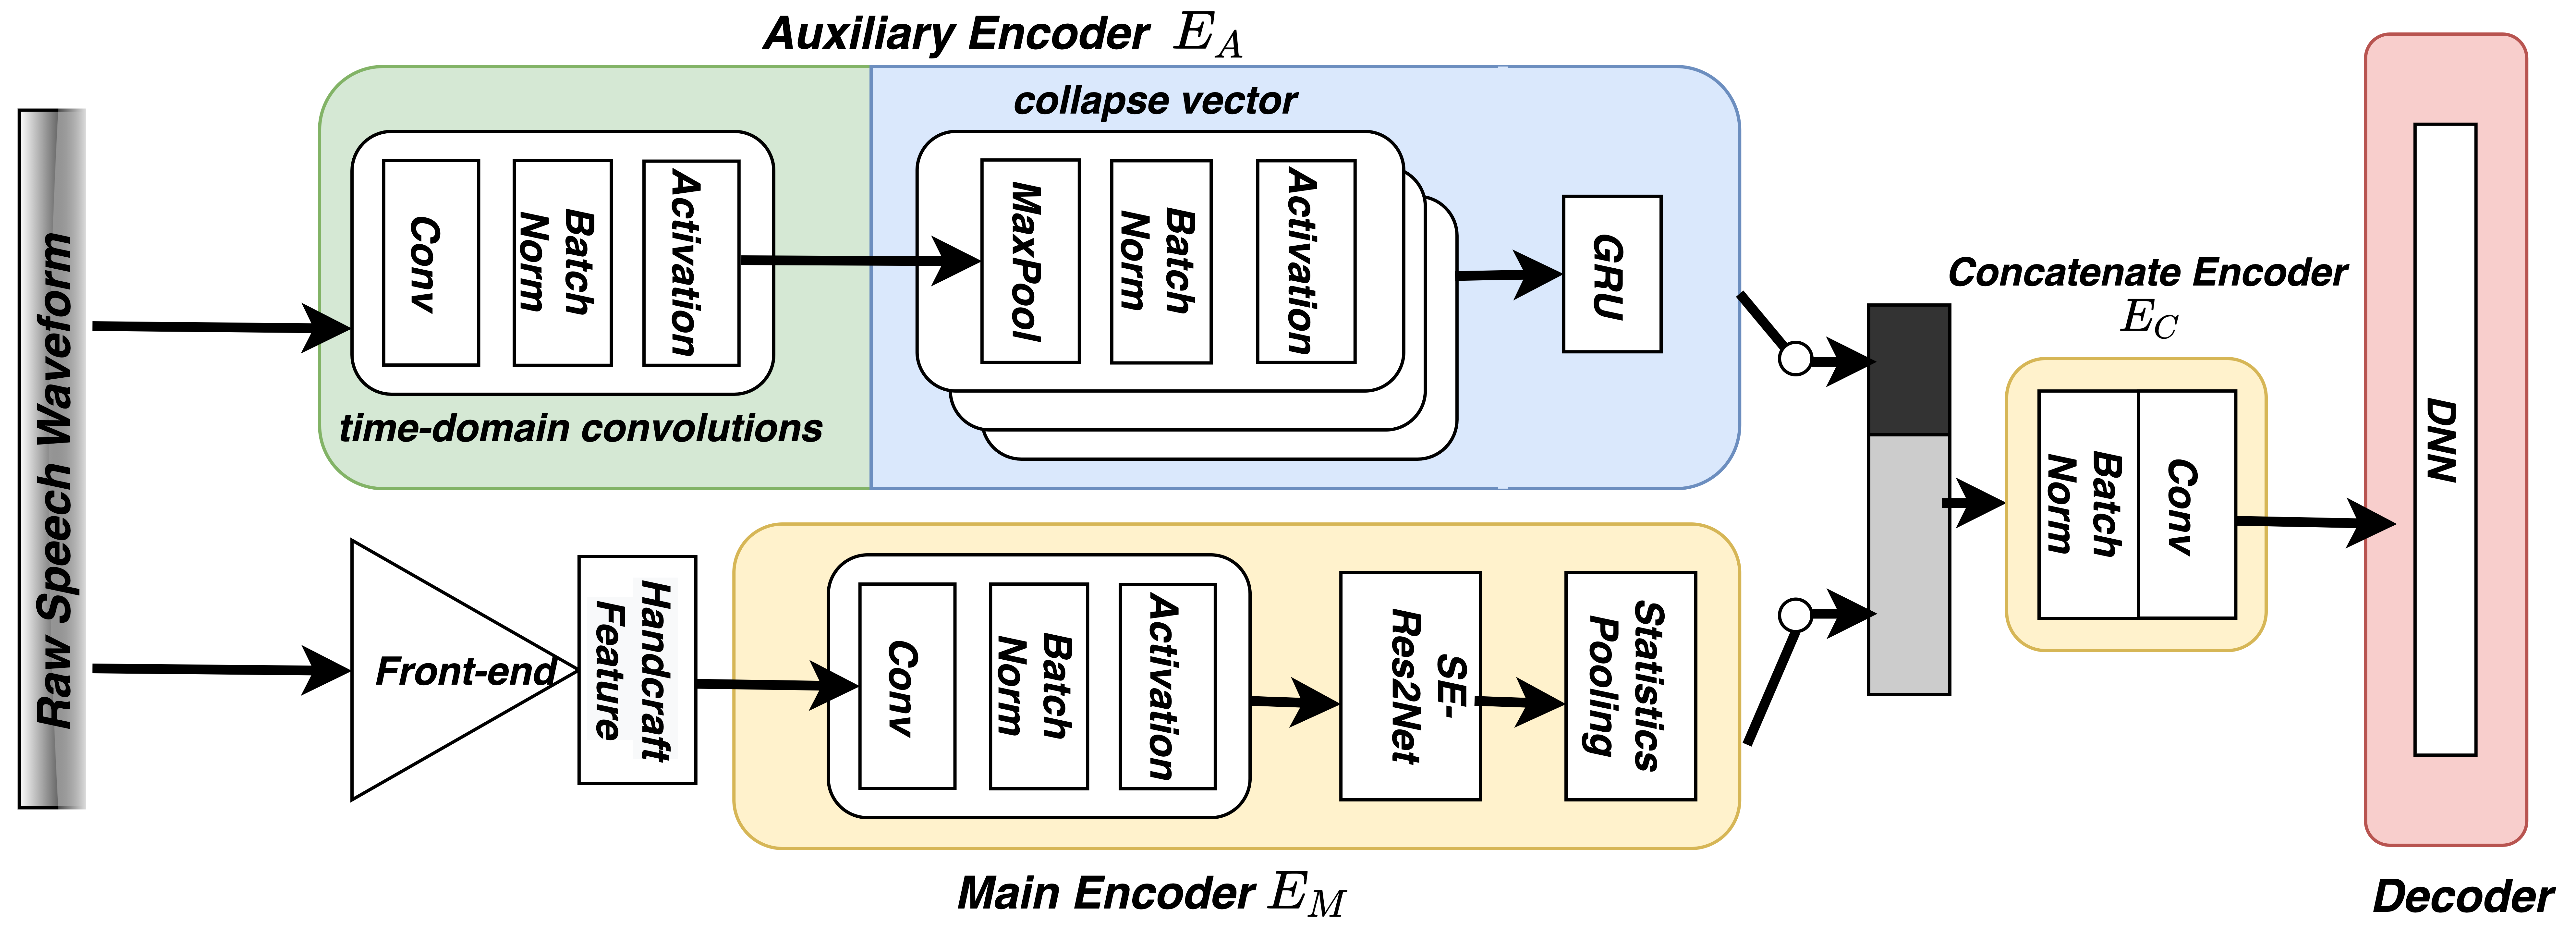 Auxiliary Encoder E_A
collapse vector
Conv
Batch
Norm
Activation
MaxPool
Batch
Norm
Activation
GRU
time-domain convolutions
Raw Speech Waveform
Front-end
Handcraft
Feature
Conv
Batch
Norm
Activation
SE-
Res2Net
Statistics
Pooling
Main Encoder E_M
Concatenate Encoder
E_C
Batch
Norm
Conv
DNN
Decoder